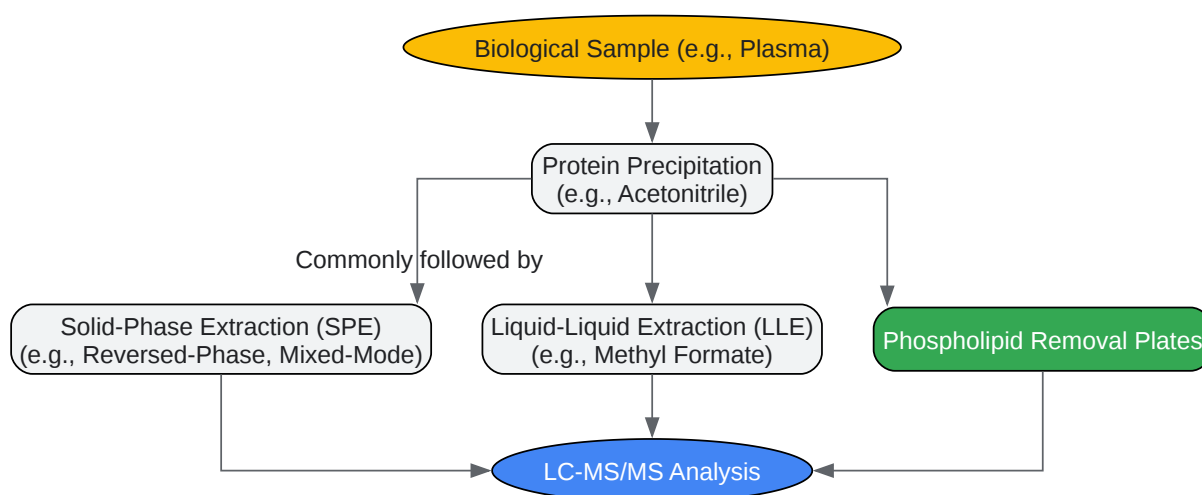 Biological Sample (e.g., Plasma)
Protein Precipitation
(e.g., Acetonitrile)
Commonly followed by
Solid-Phase Extraction (SPE)
(e.g., Reversed-Phase, Mixed-Mode)
Liquid-Liquid Extraction (LLE)
(e.g., Methyl Formate)
Phospholipid Removal Plates
LC-MS/MS Analysis